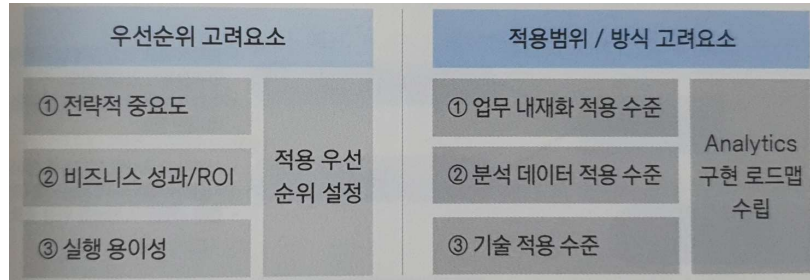 우선순위 고려요소
① 전략적 중요도
② 비즈니스 성과/ROI
③ 실행 용이성
적용 우선
순위 설정
적용범위 / 방식 고려요소
① 업무 내재화 적용 수준
② 분석 데이터 적용 수준
③ 기술 적용 수준
Analytics
구현 로드맵
수립